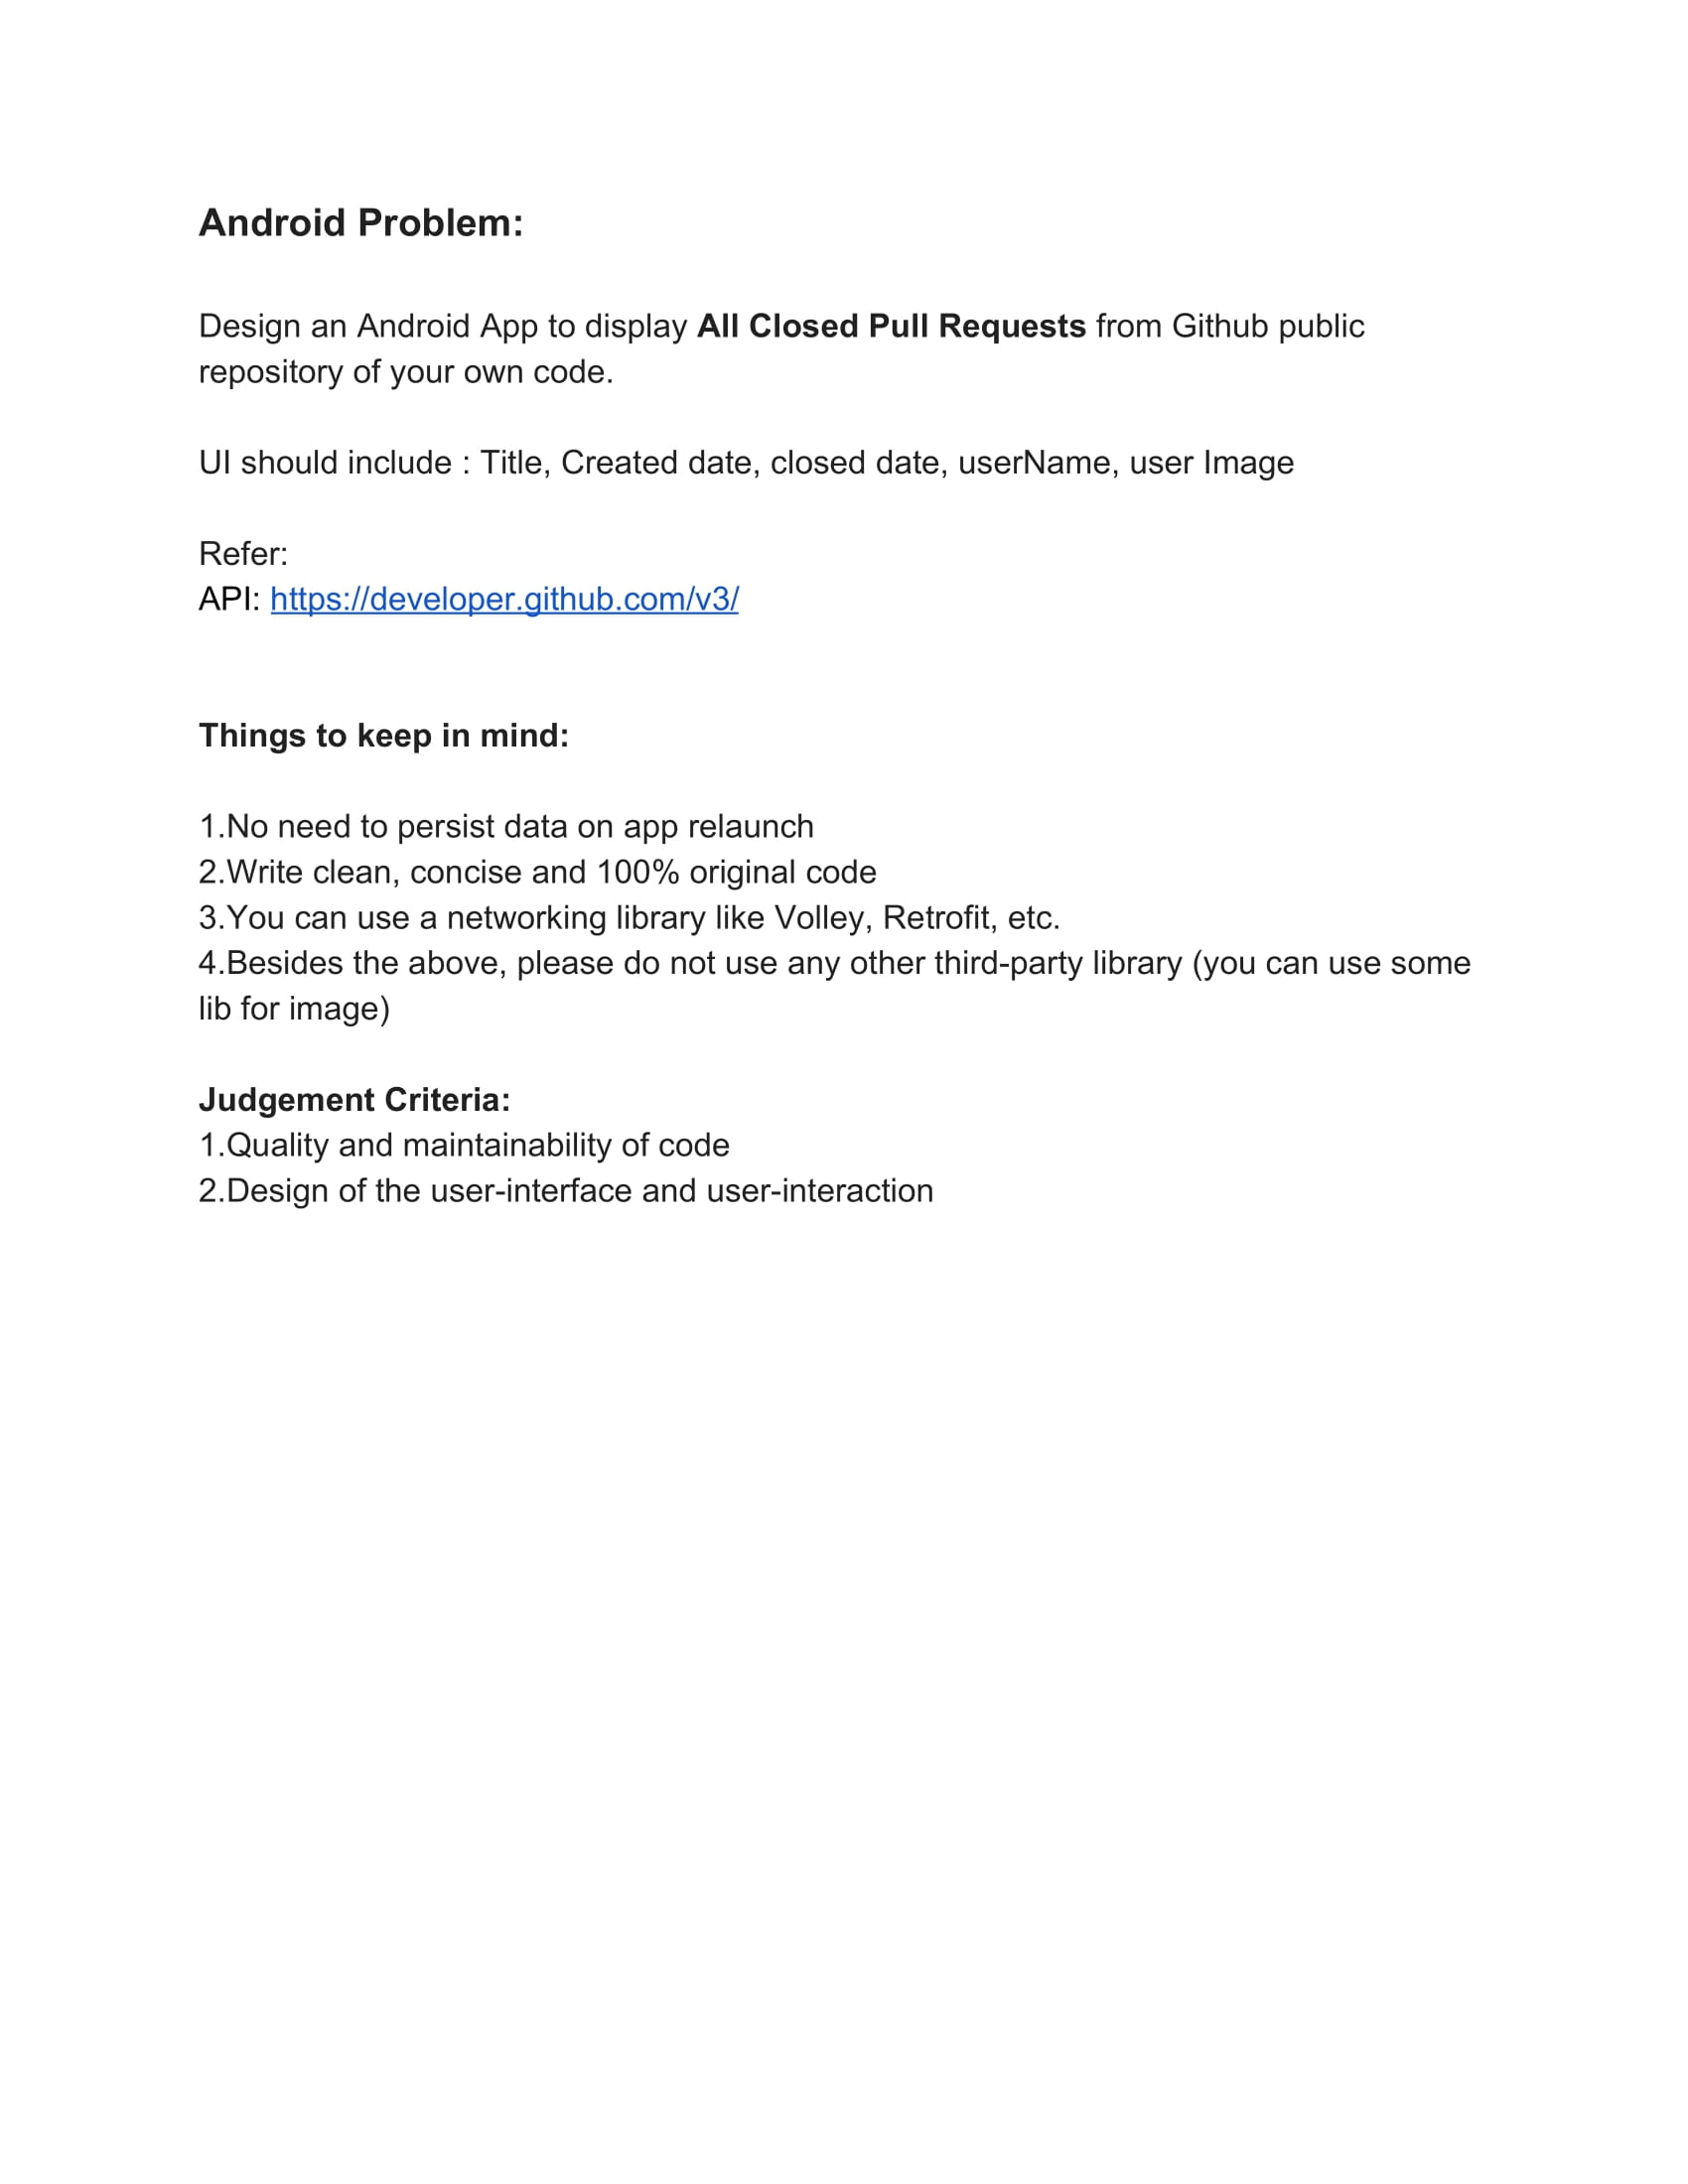 Android Problem:
Design an Android App to display All Closed Pull Requests from Github public
repository of your own code.
UI should include : Title, Created date, closed date, userName, user Image
Refer:
API: https://developer.github.com/v3/
Things to keep in mind:
1.No need to persist data on app relaunch
2.Write clean, concise and 100% original code
3.You can use a networking library like Volley, Retrofit, etc.
4.Besides the above, please do not use any other third-party library (you can use some
lib for image)
Judgement Criteria:
1.Quality and maintainability of code
2.Design of the user-interface and user-interaction